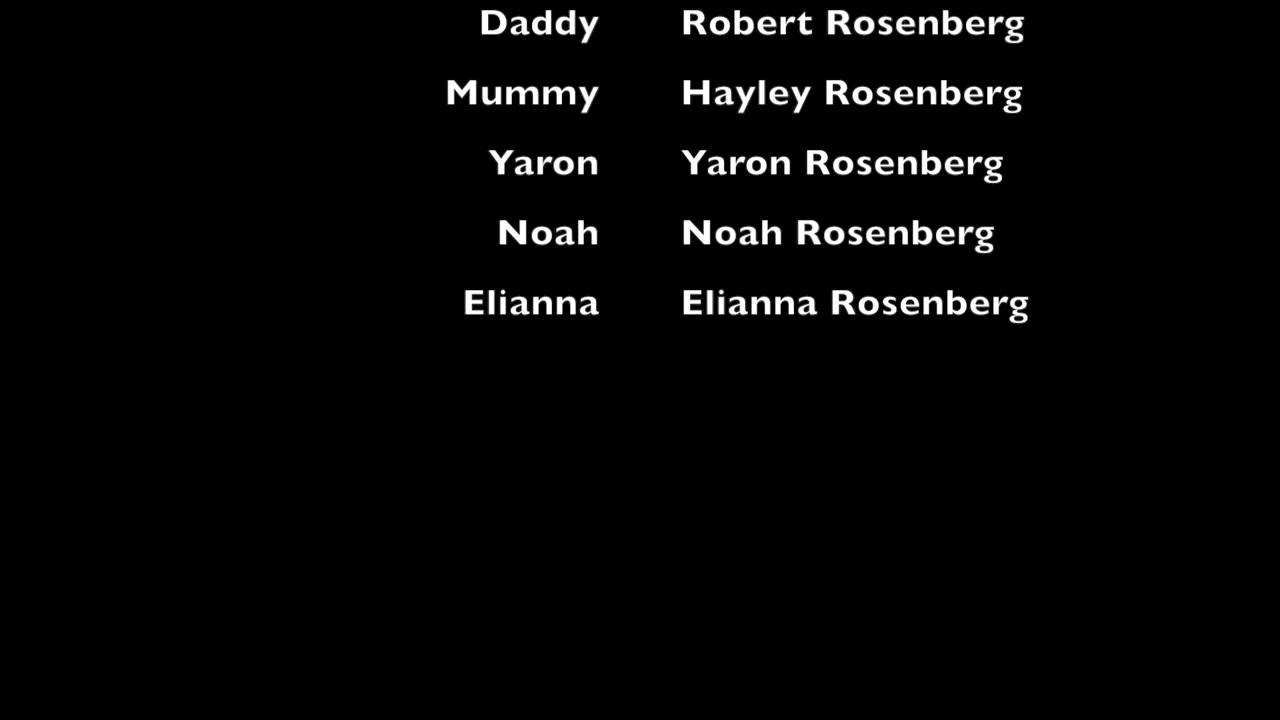 Daddy Robert Rosenberg
Mummy Hayley Rosenberg
Yaron Yaron Rosenberg
Noah Noah Rosenberg
Elianna Elianna Rosenberg